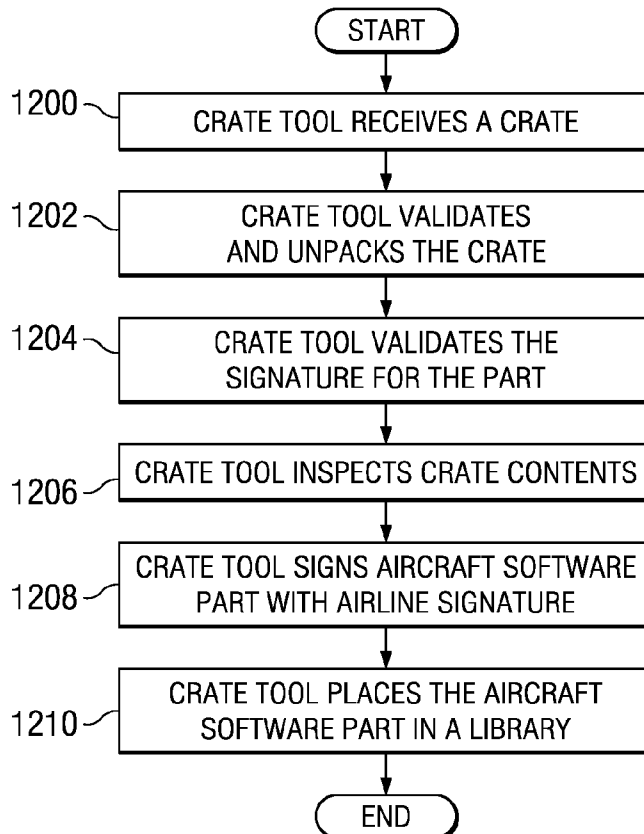 START
1200
CRATE TOOL RECEIVES A CRATE
1202
CRATE TOOL VALIDATES
AND UNPACKS THE CRATE
1204
CRATE TOOL VALIDATES THE
SIGNATURE FOR THE PART
1206
CRATE TOOL INSPECTS CRATE CONTENTS
1208
CRATE TOOL SIGNS AIRCRAFT SOFTWARE
PART WITH AIRLINE SIGNATURE
1210
CRATE TOOL PLACES THE AIRCRAFT
SOFTWARE PART IN A LIBRARY
END